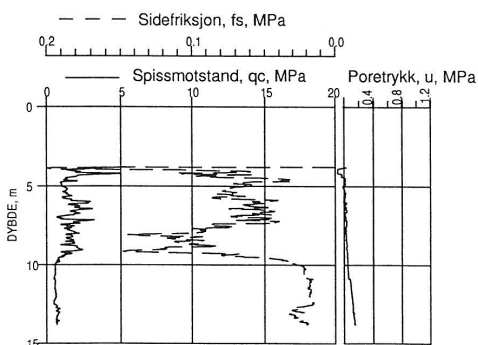 Sidefriksjon, fs, MPa
0,2 0,1 0,0
Spissmotstand, qc, MPa Poretrykk, u, MPa
0 5 10 15 20 0,4 0,8 1,2
DYBDE, m
0
5
10
15